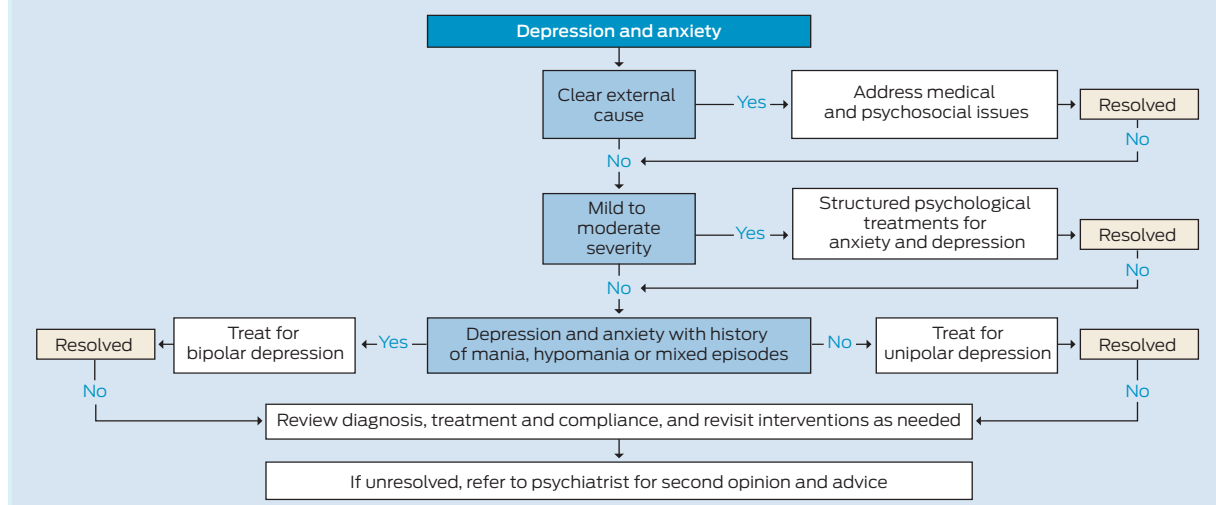 Depression and anxiety
Clear external
cause
Yes
Address medical
and psychosocial issues
Resolved
No
No
Mild to
moderate
severity
Yes
Structured psychological
treatments for
anxiety and depression
Resolved
No
No
Resolved
Treat for
bipolar depression
Yes
Depression and anxiety with history
of mania, hypomania or mixed episodes
No
Treat for
unipolar depression
Resolved
No
No
Review diagnosis, treatment and compliance, and revisit interventions as needed
If unresolved, refer to psychiatrist for second opinion and advice